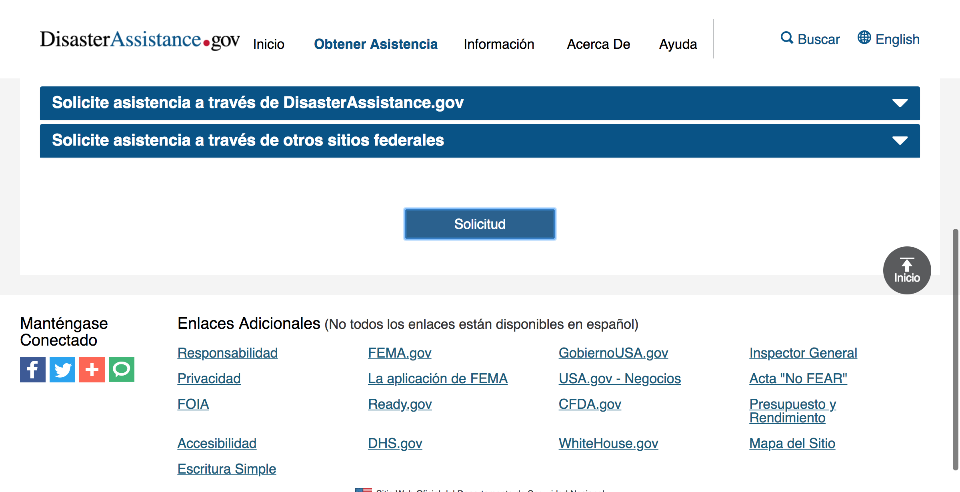 DisasterAssistance.gov
Inicio Obtener Asistencia Información Acerca De Ayuda Buscar English
Solicite asistencia a través de DisasterAssistance.gov
Solicite asistencia a través de otros sitios federales
Solicitud
Inicio
Manténgase
Conectado
Enlaces Adicionales (No todos los enlaces están disponibles en español)
Responsabilidad FEMA.gov GobiernoUSA.gov Inspector General
Privacidad La aplicación de FEMA USA.gov - Negocios Acta "No FEAR"
FOIA Ready.gov CFDA.gov Presupuesto y
Rendimiento
Accesibilidad DHS.gov WhiteHouse.gov Mapa del Sitio
Escritura Simple